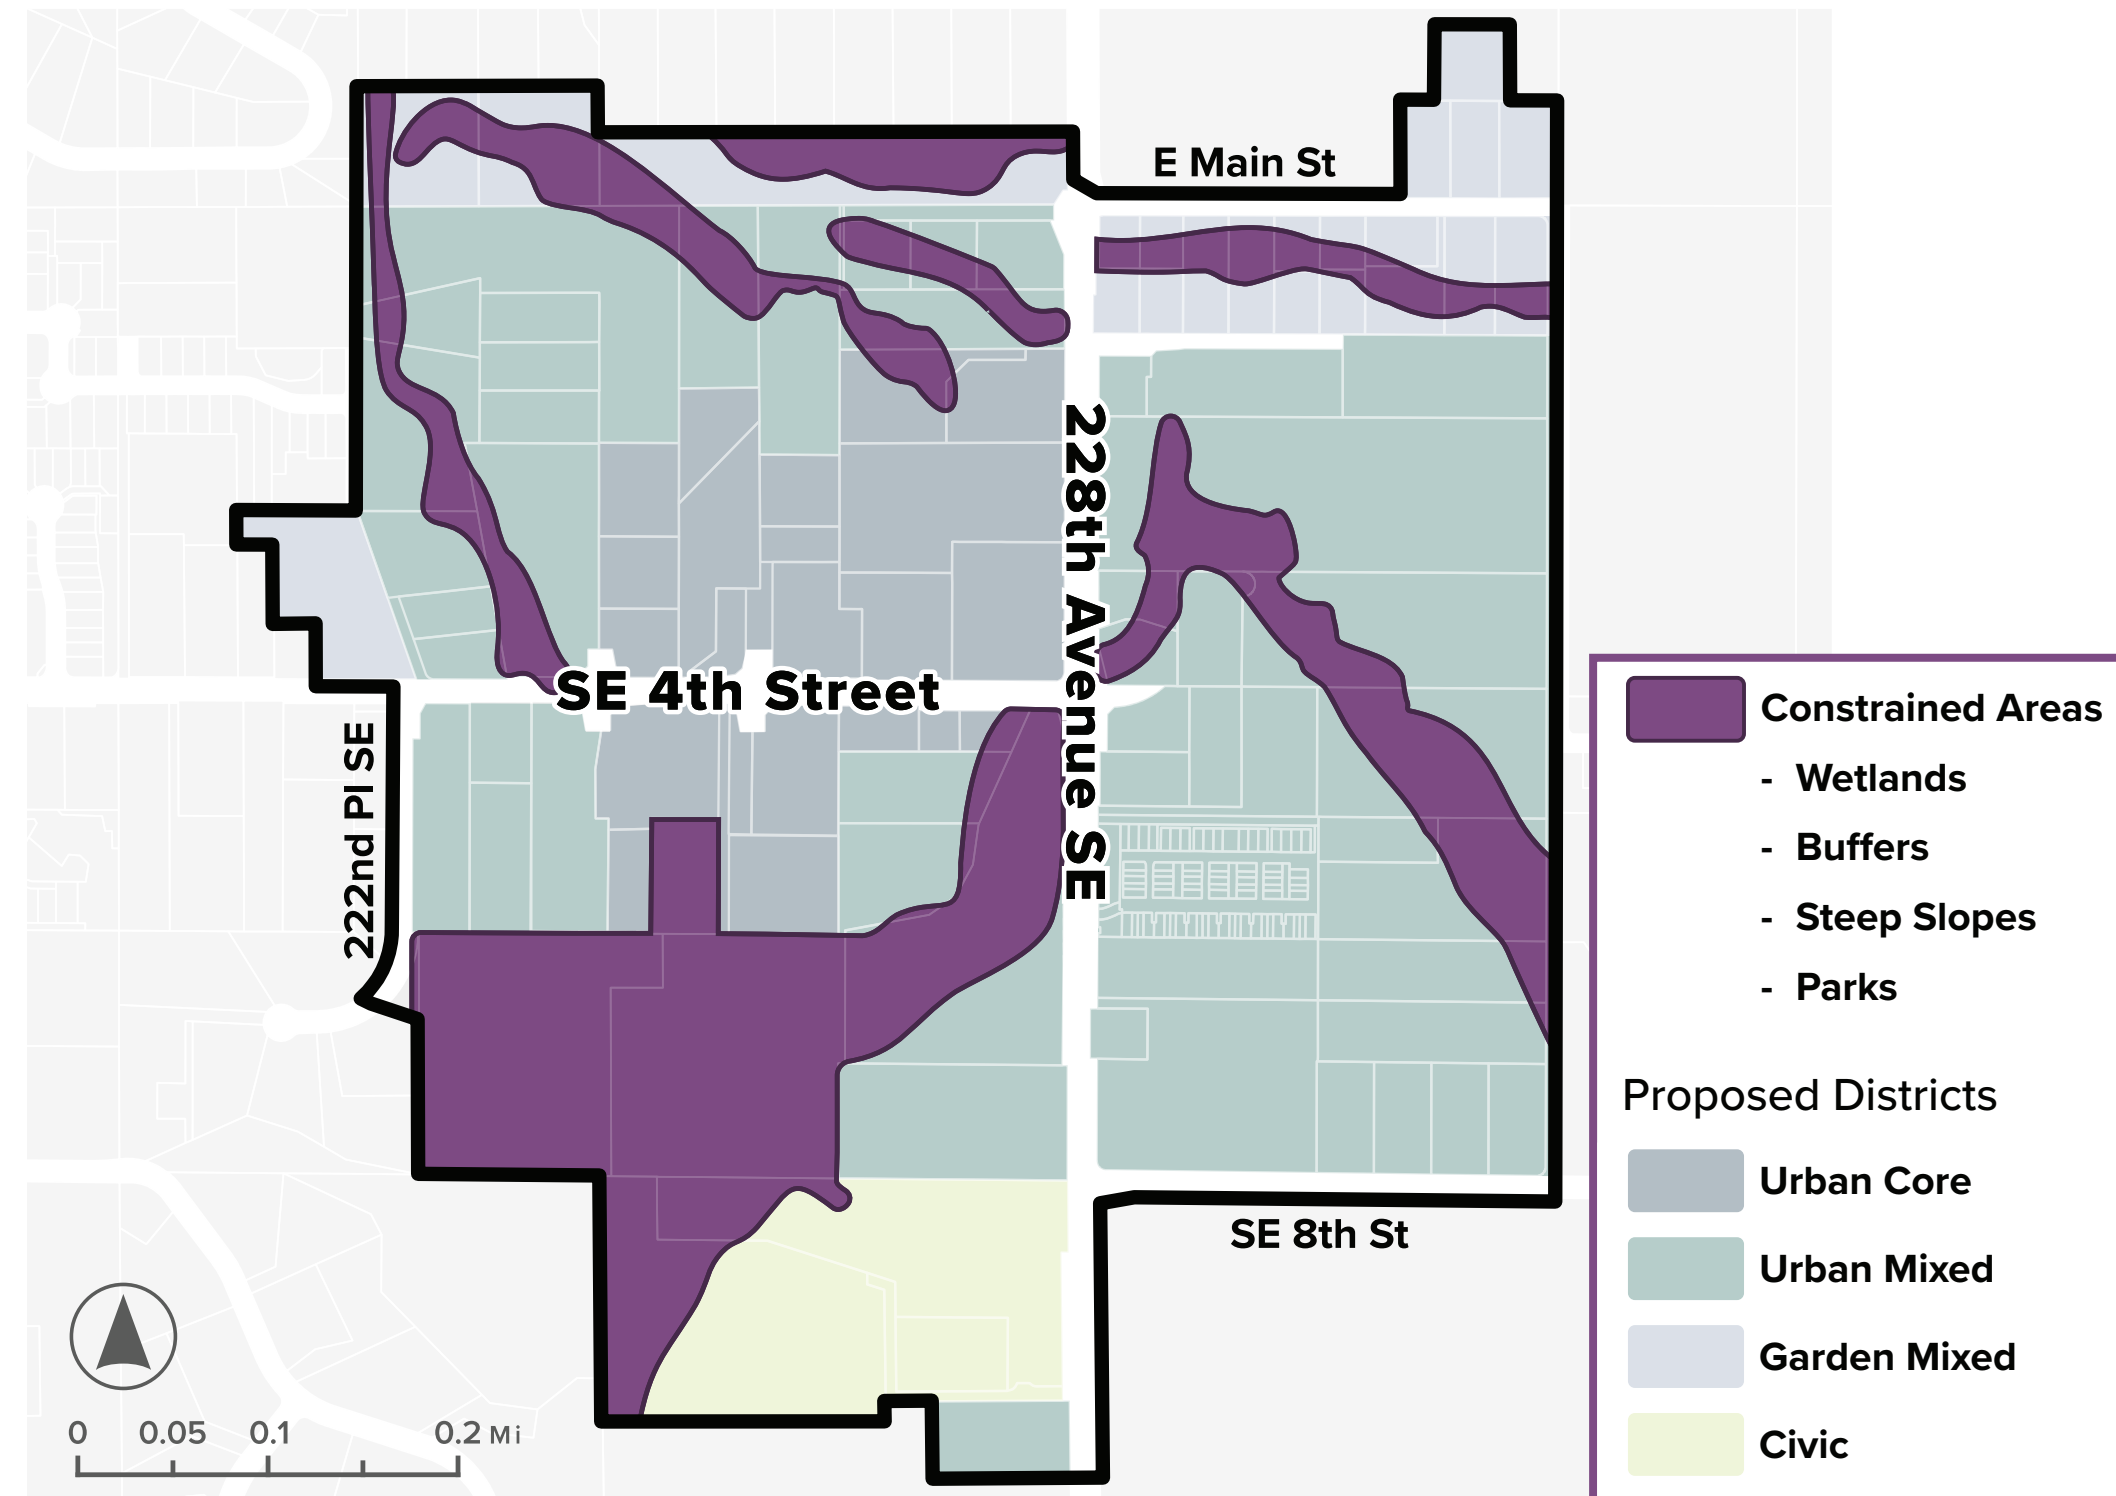 E Main St
228th Avenue SE
SE 4th Street
222nd Pl SE
SE 8th St
0 0.05 0.1 0.2 Mi
Constrained Areas
- Wetlands
- Buffers
- Steep Slopes
- Parks
Proposed Districts
Urban Core
Urban Mixed
Garden Mixed
Civic